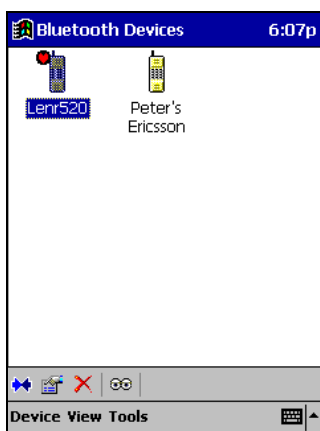 Bluetooth Devices 6:07p
Lenr520
Peter's
Ericsson
Device View Tools